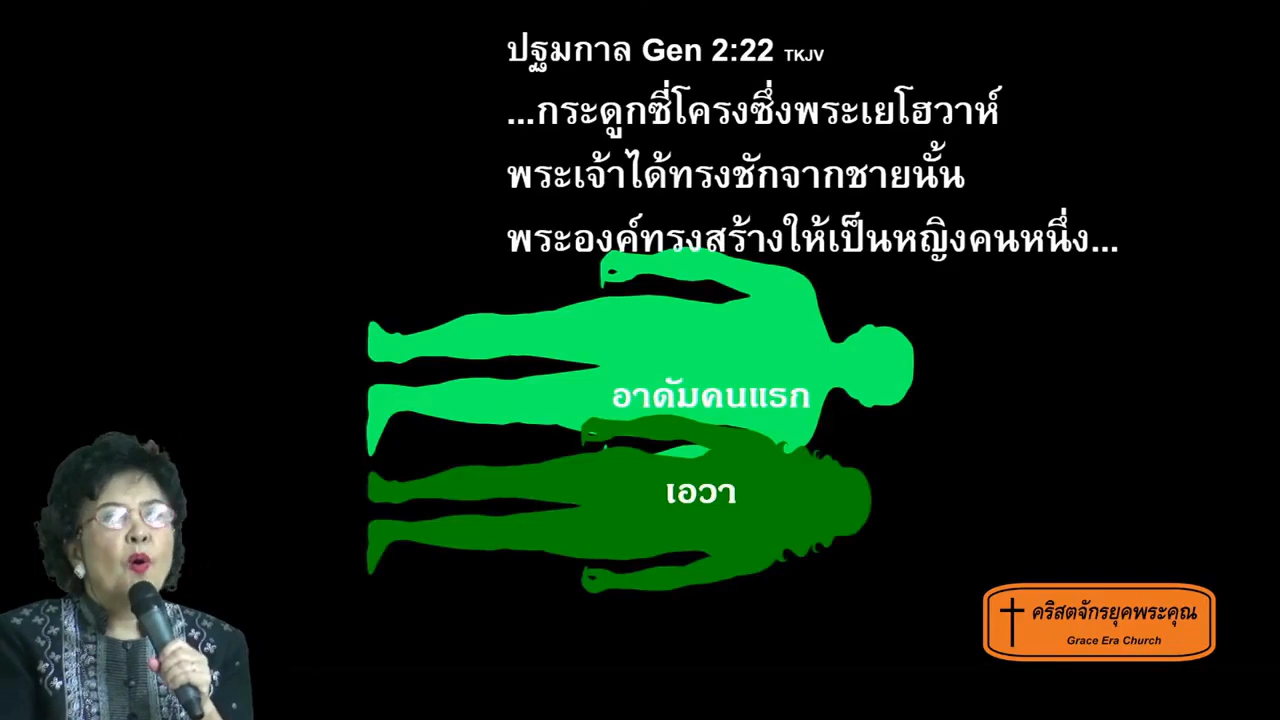 ปฐมกาล Gen 2:22 TKJV
...กระดูกซี่โครงซึ่งพระเยโฮวาห์
พระเจ้าได้ทรงชักจากชายนั้น
พระองค์ทรงสร้างให้เป็นหญิงคนหนึ่ง...
อาดัมคนแรก
เอวา
คริสตจักรยุคพระคุณ
Grace Era Church